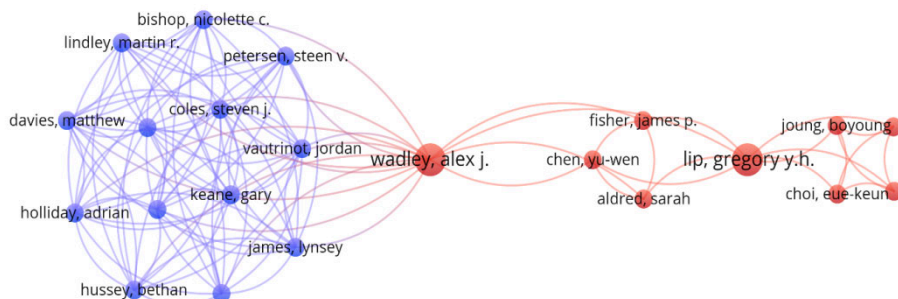 bishop, nicolette c.
lindley, martin r.
petersen, steen v.
davies, matthew
coles, steven j.
fisher, james p.
joung, boyoung
vautrinot, jordan
wadley, alex j.
chen, yu-wen
lip, gregory y.h.
keane, gary
aldred, sarah
choi, eue-keun
holliday, adrian
james, lynsey
hussey, bethan